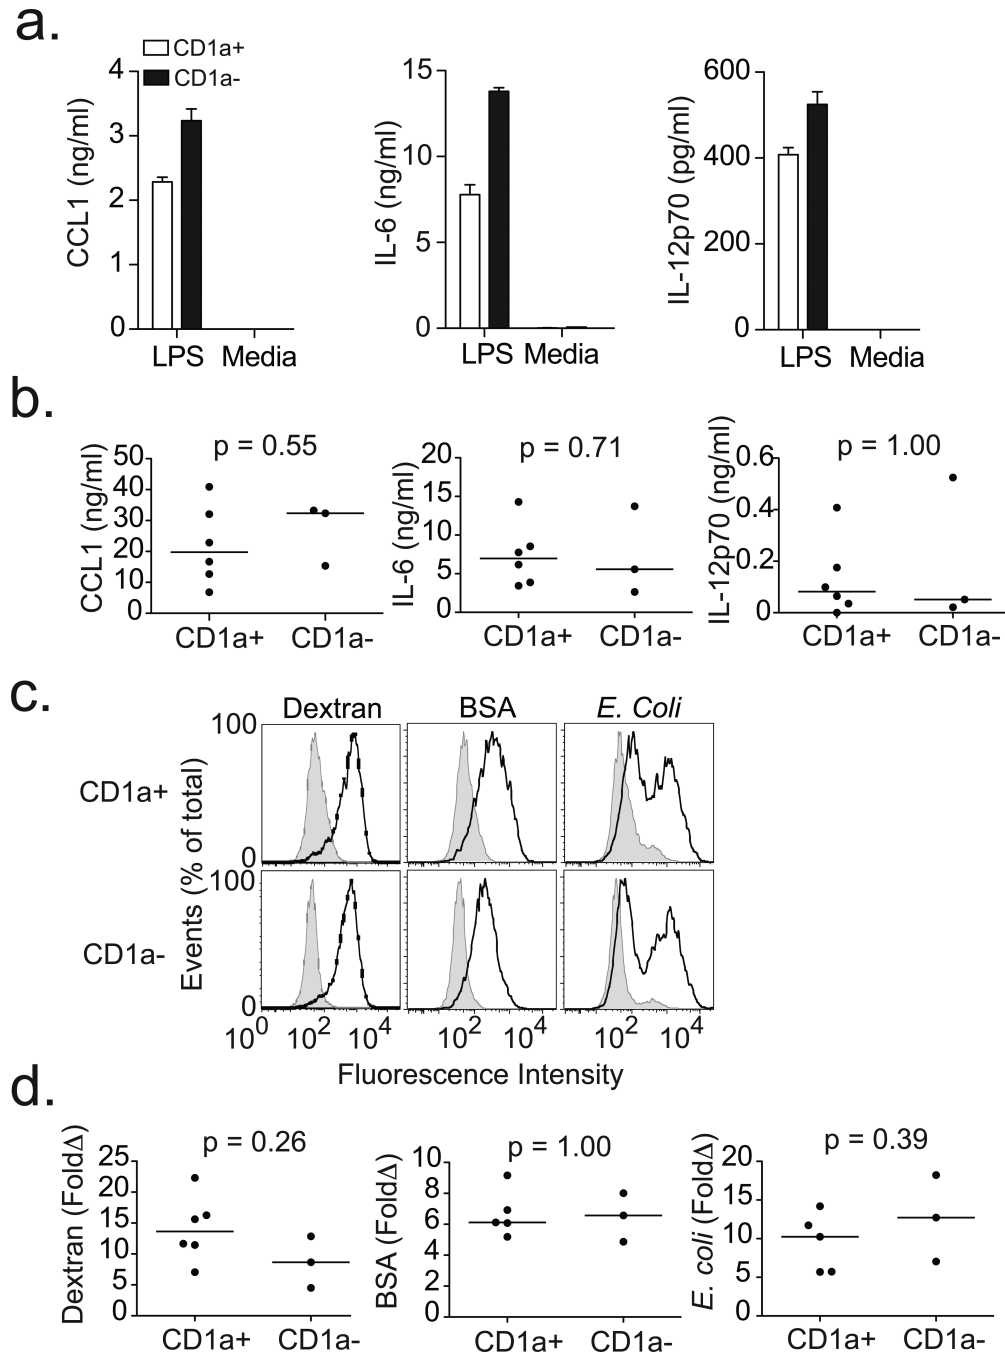 a.
CD1a+
CD1a-
CCL1 (ng/ml)
4
3
2
1
0
LPS Media
IL-6 (ng/ml)
15
10
5
0
LPS Media
IL-12p70 (pg/ml)
600
400
200
0
LPS Media
b.
p = 0.55
CCL1 (ng/ml)
50
40
30
20
10
0
CD1a+ CD1a-
p = 0.71
IL-6 (ng/ml)
20
15
10
5
0
CD1a+ CD1a-
p = 1.00
IL-12p70 (ng/ml)
0.6
0.4
0.2
0
CD1a+ CD1a-
c.
Dextran BSA E. Coli
CD1a+
CD1a-
Events (% of total)
100
0
100
0
10^0 10^2 10^4 10^2 10^4 10^2 10^4
Fluorescence Intensity
d.
p = 0.26
Dextran (FoldΔ)
25
20
15
10
5
0
CD1a+ CD1a-
p = 1.00
BSA (FoldΔ)
10
8
6
4
2
0
CD1a+ CD1a-
p = 0.39
E. coli (FoldΔ)
20
15
10
5
0
CD1a+ CD1a-